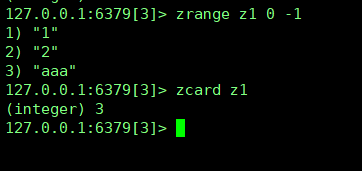 127.0.0.1:6379[3]> zrange z1 0 -1
1) "1"
2) "2"
3) "aaa"
127.0.0.1:6379[3]> zcard z1
(integer) 3
127.0.0.1:6379[3]>